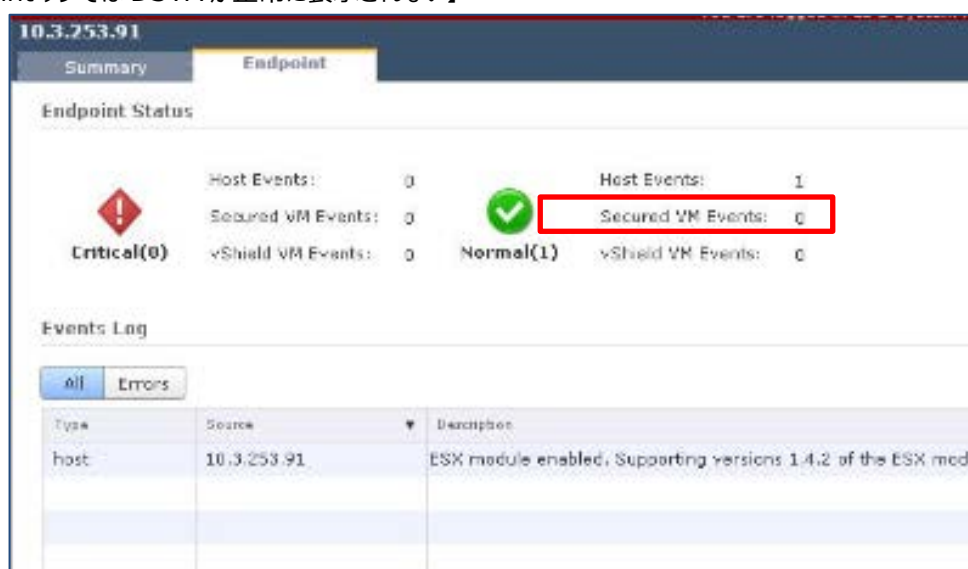 10.3.253.91
Summary Endpoint
Endpoint Status
Host Events: 0
Secured VM Events: 0
vShield VM Events: 0
Critical(0)
Host Events: 1
Secured VM Events: 0
vShield VM Events: 0
Normal(1)
Events Log
All Errors
Type Source Description
host 10.3.253.91 ESX module enabled. Supporting versions 1.4.2 of the ESX mod